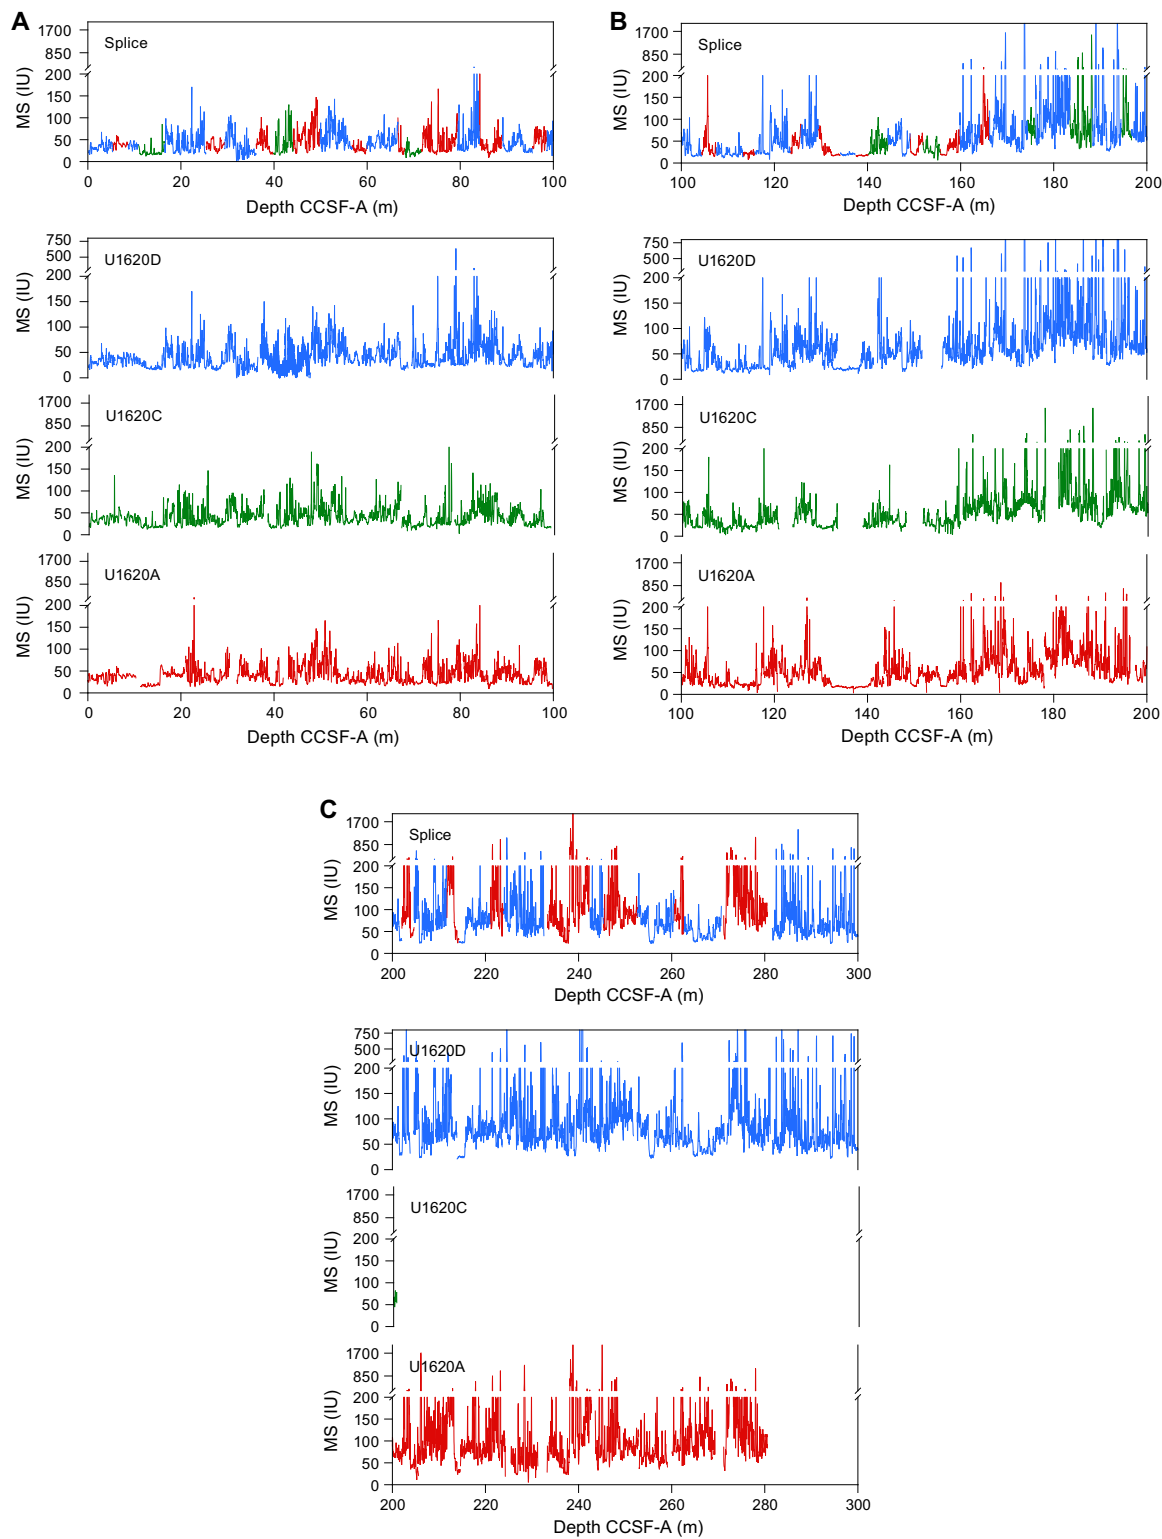 A
Splice
1700
850
200
150
100
50
0
MS (IU)
0 20 40 60 80 100
Depth CCSF-A (m)
U1620D
750
500
200
150
100
50
0
MS (IU)
U1620C
1700
850
200
150
100
50
0
MS (IU)
U1620A
1700
850
200
150
100
50
0
MS (IU)
0 20 40 60 80 100
Depth CCSF-A (m)
B
Splice
1700
850
200
150
100
50
0
MS (IU)
100 120 140 160 180 200
Depth CCSF-A (m)
U1620D
750
500
200
150
100
50
0
MS (IU)
U1620C
1700
850
200
150
100
50
0
MS (IU)
U1620A
1700
850
200
150
100
50
0
MS (IU)
100 120 140 160 180 200
Depth CCSF-A (m)
C
Splice
1700
850
200
150
100
50
0
MS (IU)
200 220 240 260 280 300
Depth CCSF-A (m)
U1620D
750
500
200
150
100
50
0
MS (IU)
U1620C
1700
850
200
150
100
50
0
MS (IU)
U1620A
1700
850
200
150
100
50
0
MS (IU)
200 220 240 260 280 300
Depth CCSF-A (m)